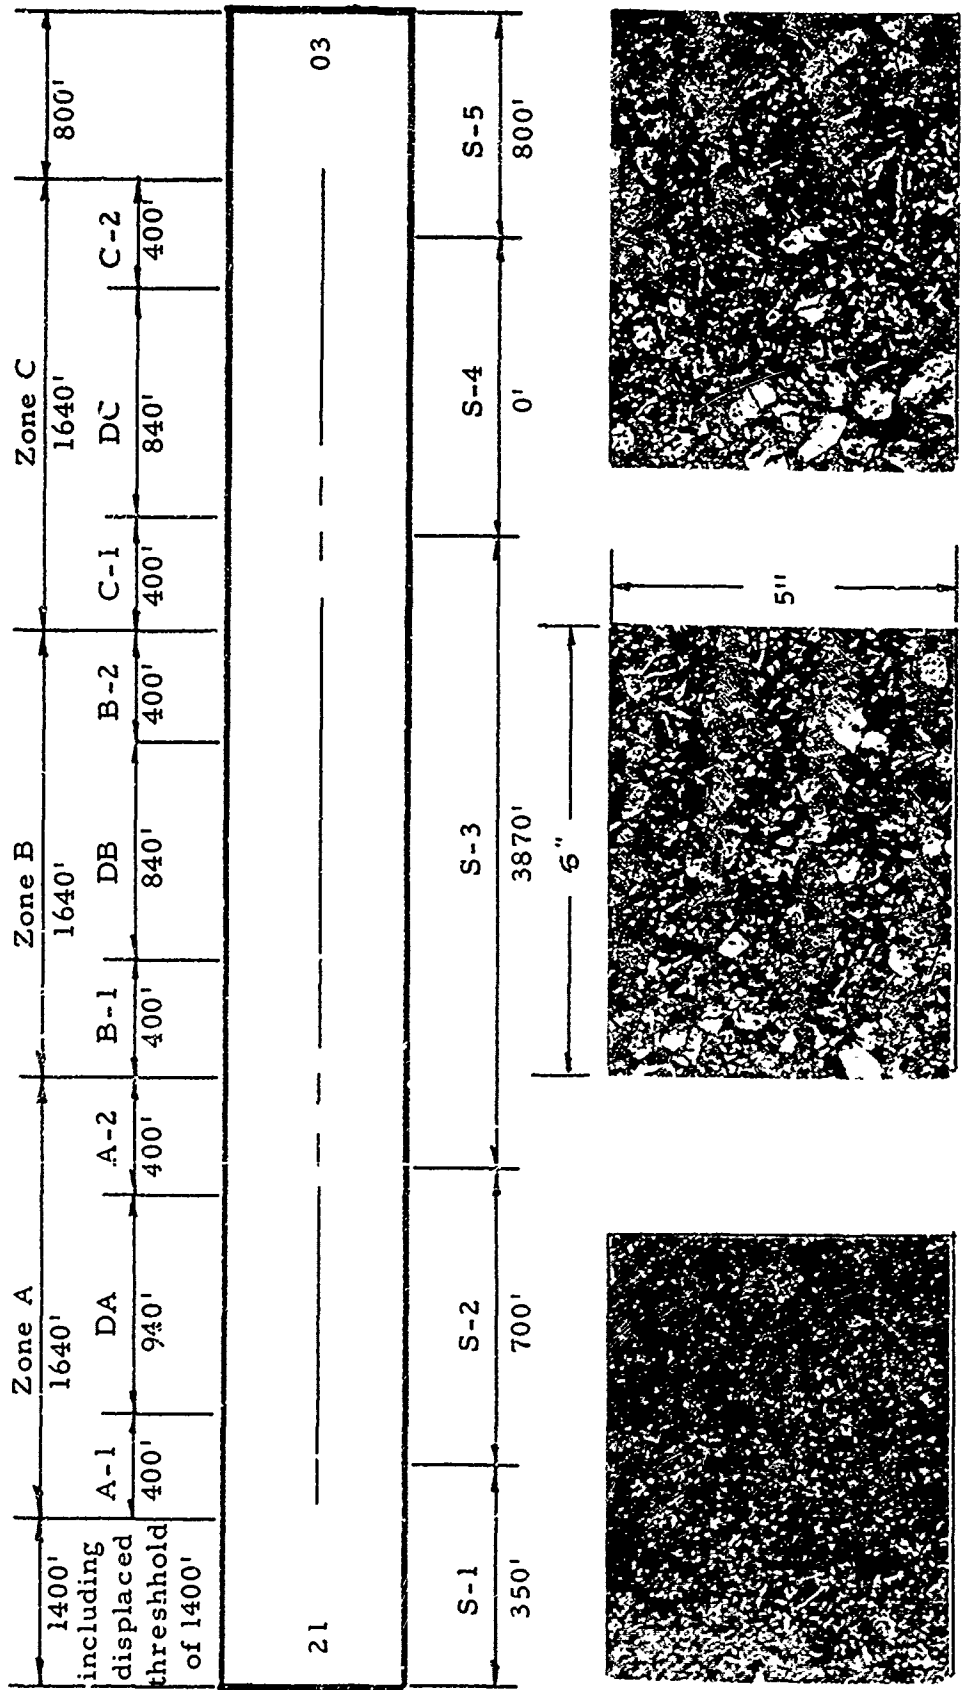 Zone A
Zone B
Zone C
1400'
1640'
1640'
1640'
800'
including
displaced
threshhold
of 1400'
A-1
DA
A-2
B-1
DB
B-2
C-1
DC
C-2
400'
940'
400'
400'
840'
400'
400'
840'
400'
21
03
S-1
S-2
S-3
S-4
S-5
350'
700'
3870'
0'
800'
6"
5"